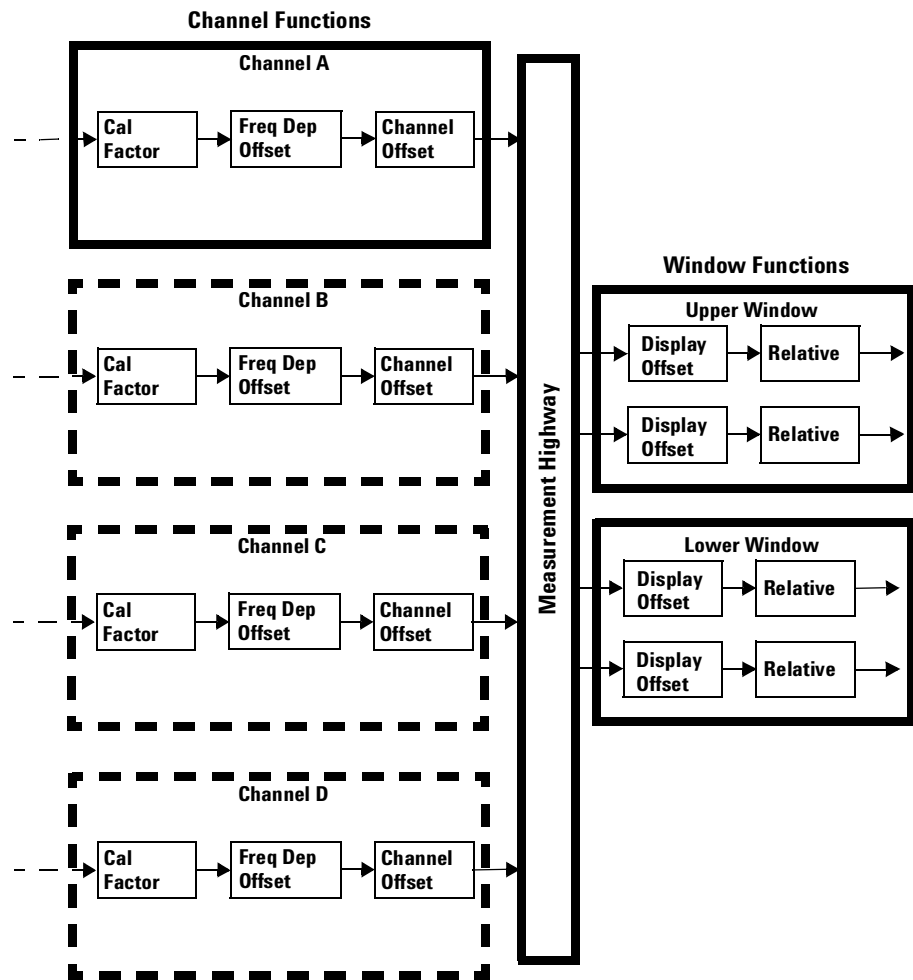 Channel Functions
Channel A
Cal
Factor
Freq Dep
Offset
Channel
Offset
Channel B
Cal
Factor
Freq Dep
Offset
Channel
Offset
Channel C
Cal
Factor
Freq Dep
Offset
Channel
Offset
Channel D
Cal
Factor
Freq Dep
Offset
Channel
Offset
Measurement Highway
Window Functions
Upper Window
Display
Offset
Relative
Display
Offset
Relative
Lower Window
Display
Offset
Relative
Display
Offset
Relative